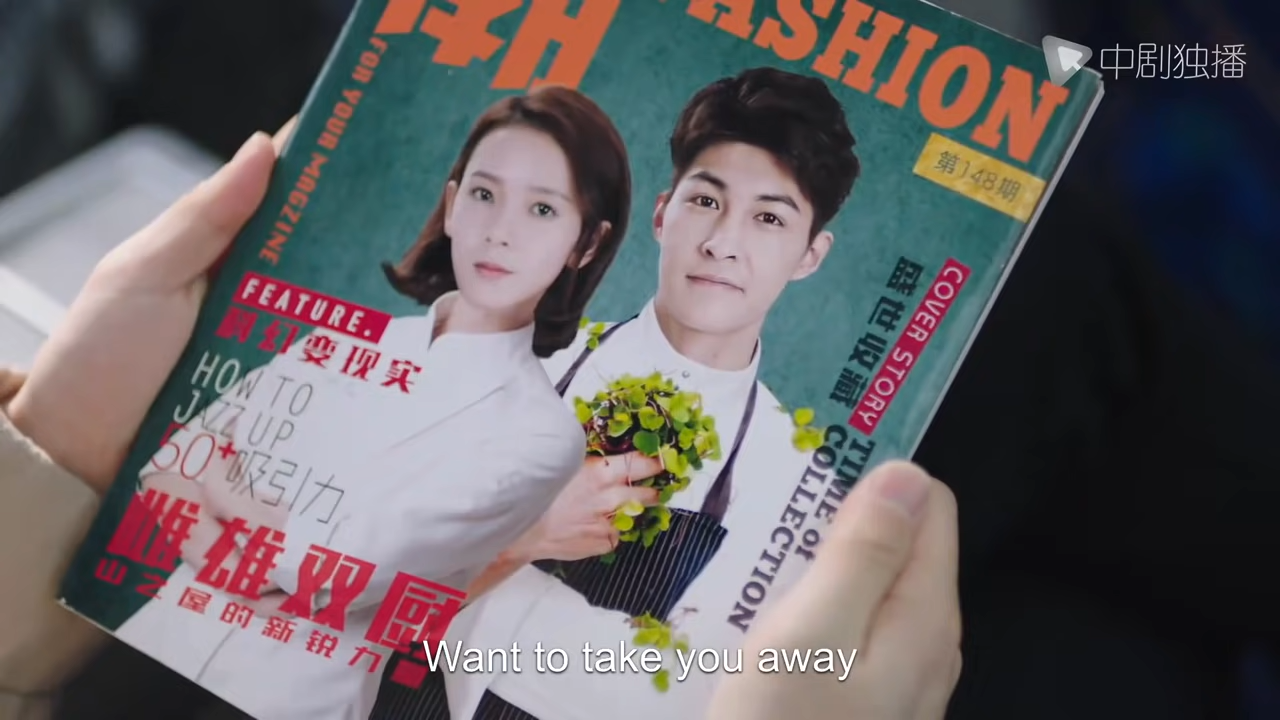 FASHION
中剧独播
FOR YOUR MAGZINE
第148期
FEATURE.
科幻变现实
HOW TO
JAZZ UP
50+吸引力
COVER STORY
盛世收藏
TIME of
COLLECTION
雌雄双厨
山之屋的新锐力
Want to take you away